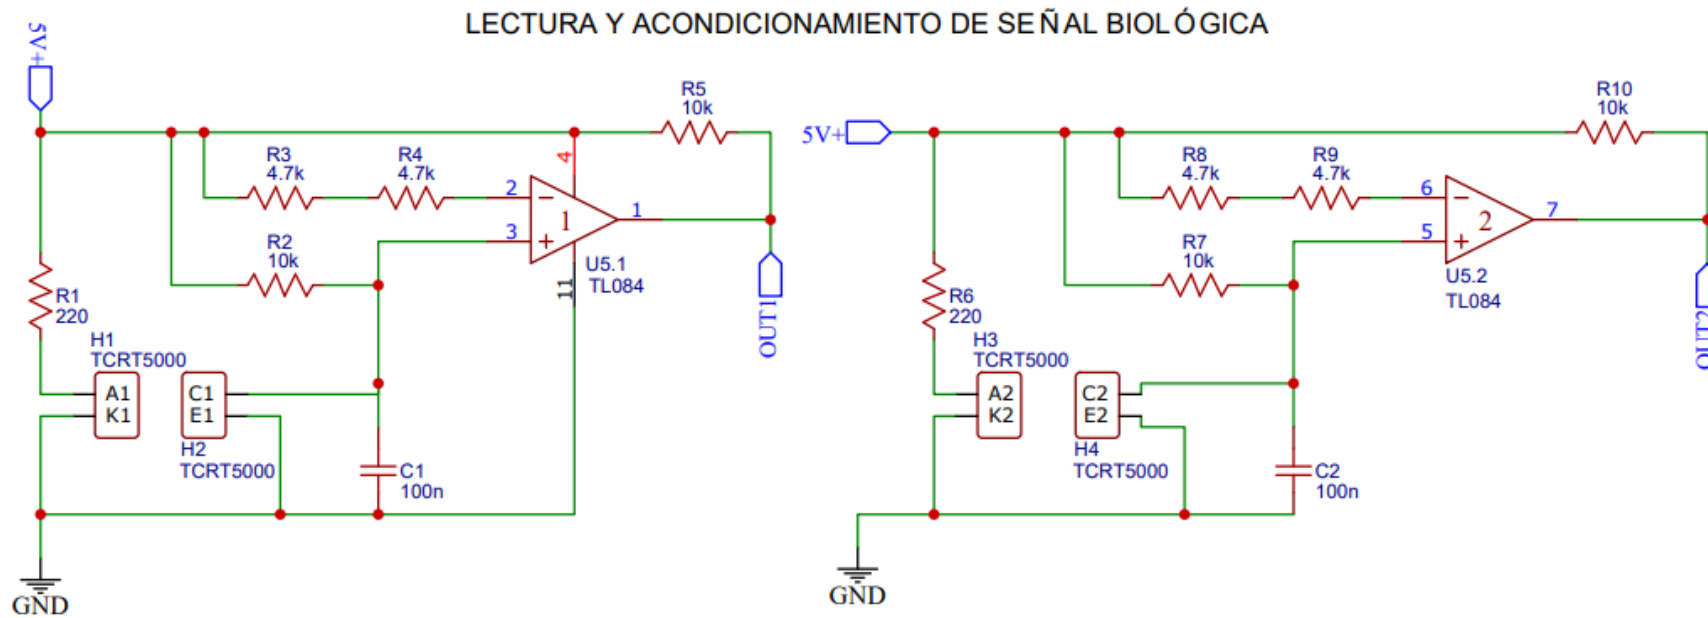 LECTURA Y ACONDICIONAMIENTO DE SEÑAL BIOLÓGICA
5V+
R5
10k
R3
4.7k
R4
4.7k
4
2
1
1
3
R2
10k
U5.1
TL084
11
R1
220
OUT1
H1
TCRT5000
A1
K1
C1
E1
H2
TCRT5000
C1
100n
GND
5V+
R10
10k
R8
4.7k
R9
4.7k
6
2
7
5
R7
10k
U5.2
TL084
R6
220
OUT2
H3
TCRT5000
A2
K2
C2
E2
H4
TCRT5000
C2
100n
GND